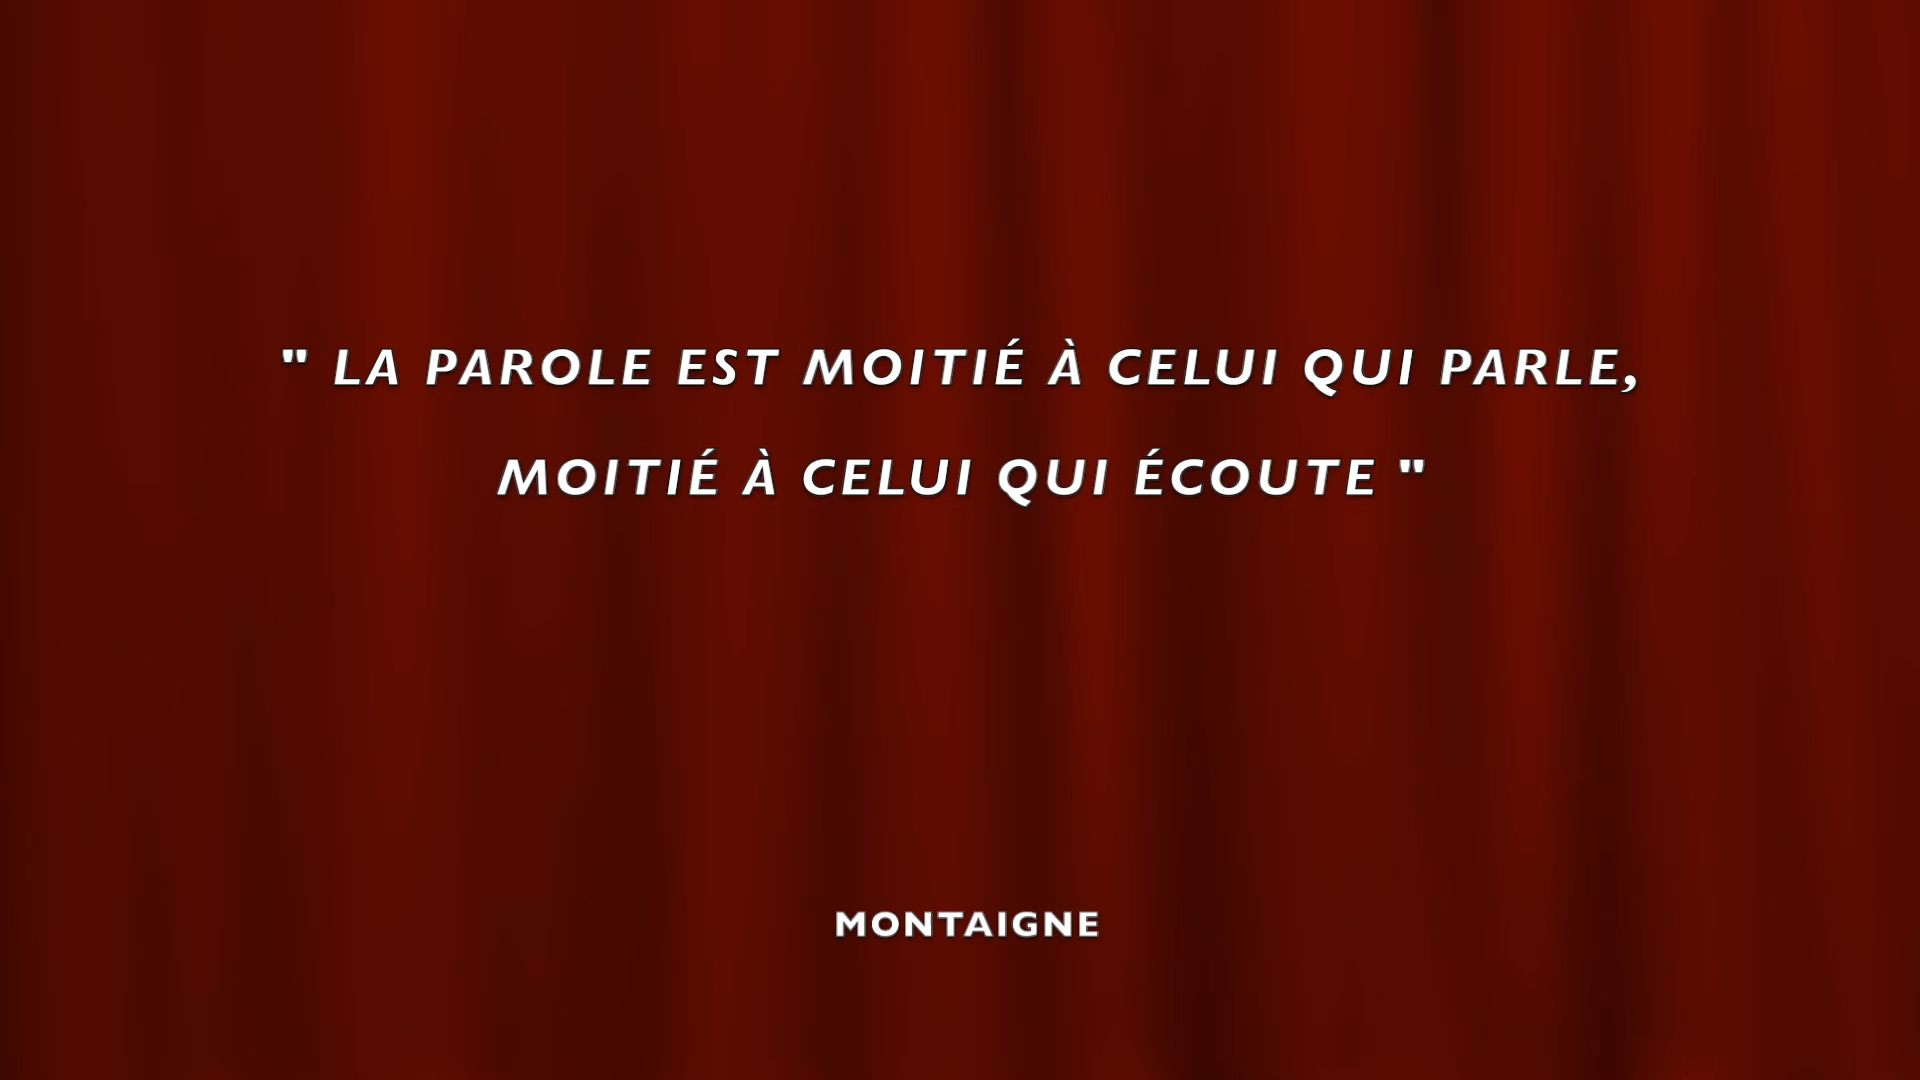 " LA PAROLE EST MOITIÉ À CELUI QUI PARLE,
MOITIÉ À CELUI QUI ÉCOUTE "
MONTAIGNE